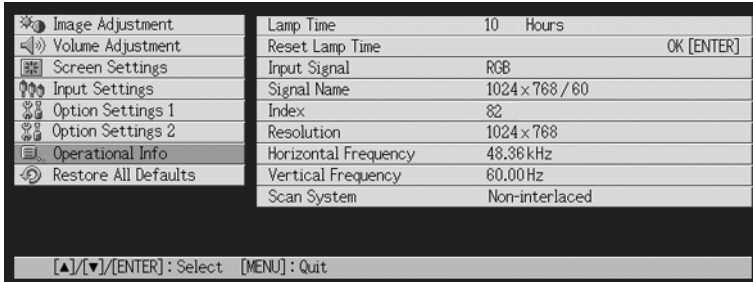 Image Adjustment
Volume Adjustment
Screen Settings
Input Settings
Option Settings 1
Option Settings 2
Operational Info
Restore All Defaults
Lamp Time 10 Hours
Reset Lamp Time OK [ENTER]
Input Signal RGB
Signal Name 1024×768/60
Index 82
Resolution 1024×768
Horizontal Frequency 48.36kHz
Vertical Frequency 60.00Hz
Scan System Non-interlaced
[▲]/[▼]/[ENTER]:Select [MENU]:Quit